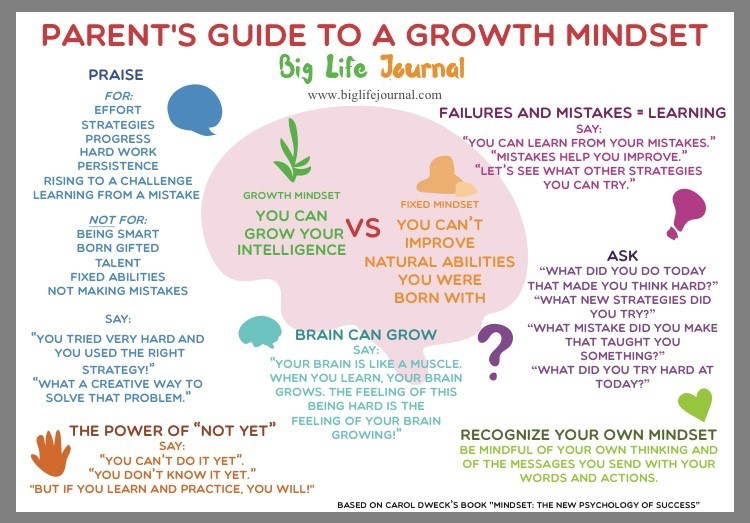 PARENT'S GUIDE TO A GROWTH MINDSET
Big Life Journal
www.biglifejournal.com
PRAISE
FOR:
EFFORT
STRATEGIES
PROGRESS
HARD WORK
PERSISTENCE
RISING TO A CHALLENGE
LEARNING FROM A MISTAKE
NOT FOR:
BEING SMART
BORN GIFTED
TALENT
FIXED ABILITIES
NOT MAKING MISTAKES
SAY:
"YOU TRIED VERY HARD AND
YOU USED THE RIGHT
STRATEGY!"
"WHAT A CREATIVE WAY TO
SOLVE THAT PROBLEM."
GROWTH MINDSET
YOU CAN
GROW YOUR
INTELLIGENCE
VS
FIXED MINDSET
YOU CAN'T
IMPROVE
NATURAL ABILITIES
YOU WERE
BORN WITH
FAILURES AND MISTAKES = LEARNING
SAY:
"YOU CAN LEARN FROM YOUR MISTAKES."
"MISTAKES HELP YOU IMPROVE."
"LET'S SEE WHAT OTHER STRATEGIES
YOU CAN TRY."
ASK
"WHAT DID YOU DO TODAY
THAT MADE YOU THINK HARD?"
"WHAT NEW STRATEGIES DID
YOU TRY?"
"WHAT MISTAKE DID YOU MAKE
THAT TAUGHT YOU
SOMETHING?"
"WHAT DID YOU TRY HARD AT
TODAY?"
BRAIN CAN GROW
SAY:
"YOUR BRAIN IS LIKE A MUSCLE.
WHEN YOU LEARN, YOUR BRAIN
GROWS. THE FEELING OF THIS
BEING HARD IS THE
FEELING OF YOUR BRAIN
GROWING!"
THE POWER OF "NOT YET"
SAY:
"YOU CAN'T DO IT YET".
"YOU DON'T KNOW IT YET."
"BUT IF YOU LEARN AND PRACTICE, YOU WILL!"
RECOGNIZE YOUR OWN MINDSET
BE MINDFUL OF YOUR OWN THINKING AND
OF THE MESSAGES YOU SEND WITH YOUR
WORDS AND ACTIONS.
BASED ON CAROL DWECK'S BOOK "MINDSET: THE NEW PSYCHOLOGY OF SUCCESS"